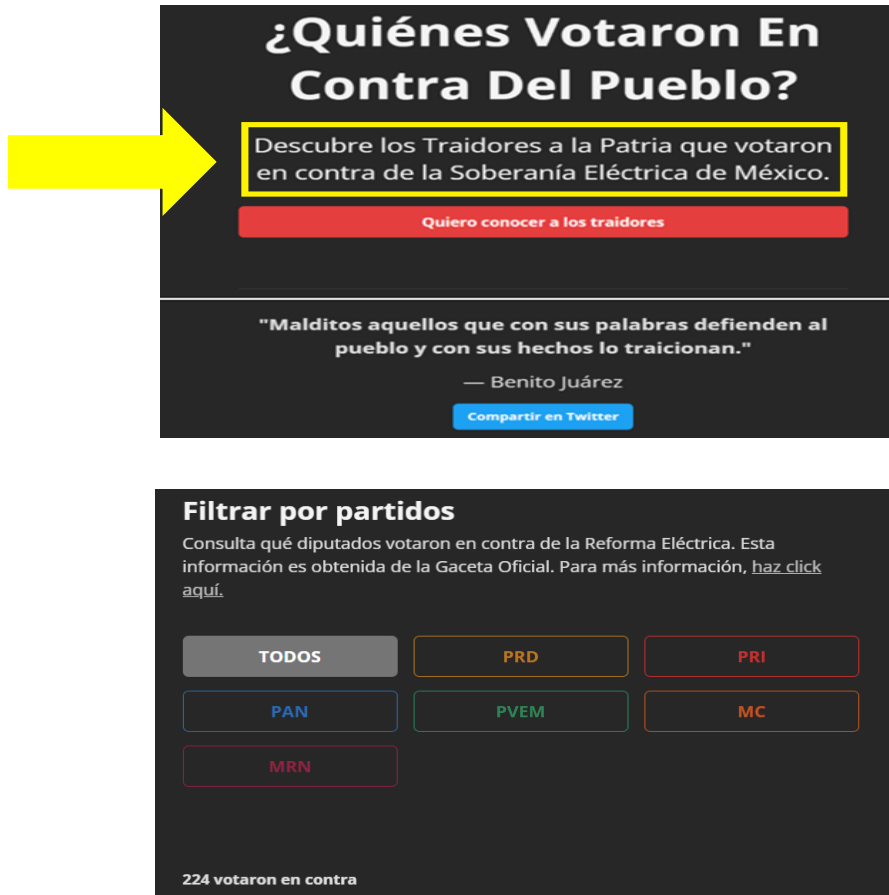 ¿Quiénes Votaron En
Contra Del Pueblo?
Descubre los Traidores a la Patria que votaron
en contra de la Soberanía Eléctrica de México.
Quiero conocer a los traidores
"Malditos aquellos que con sus palabras defienden al
pueblo y con sus hechos lo traicionan."
— Benito Juárez
Compartir en Twitter
Filtrar por partidos
Consulta qué diputados votaron en contra de la Reforma Eléctrica. Esta
información es obtenida de la Gaceta Oficial. Para más información, haz click
aquí.
TODOS PRD PRI
PAN PVEM MC
MRN
224 votaron en contra